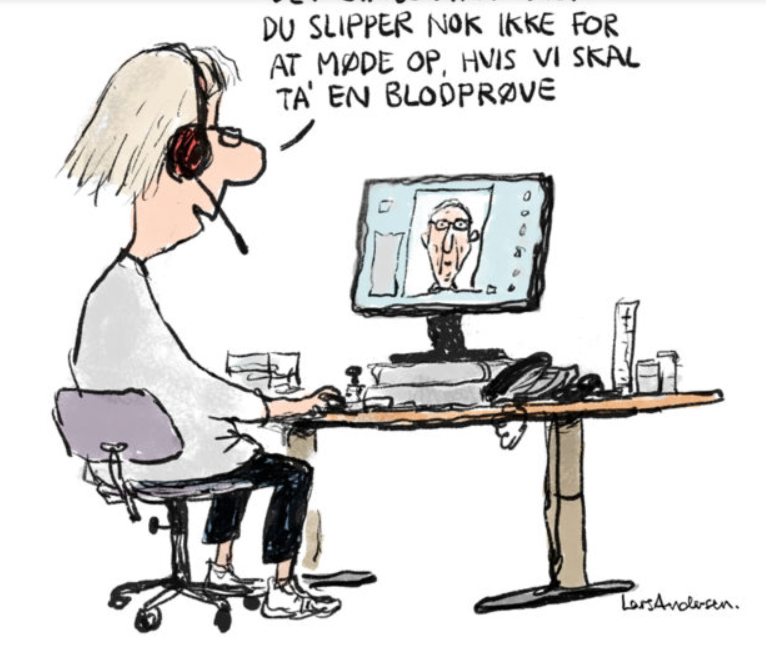 DU SLIPPER NOK IKKE FOR
AT MØDE OP, HVIS VI SKAL
TA' EN BLODPRØVE
LarsAndersen.